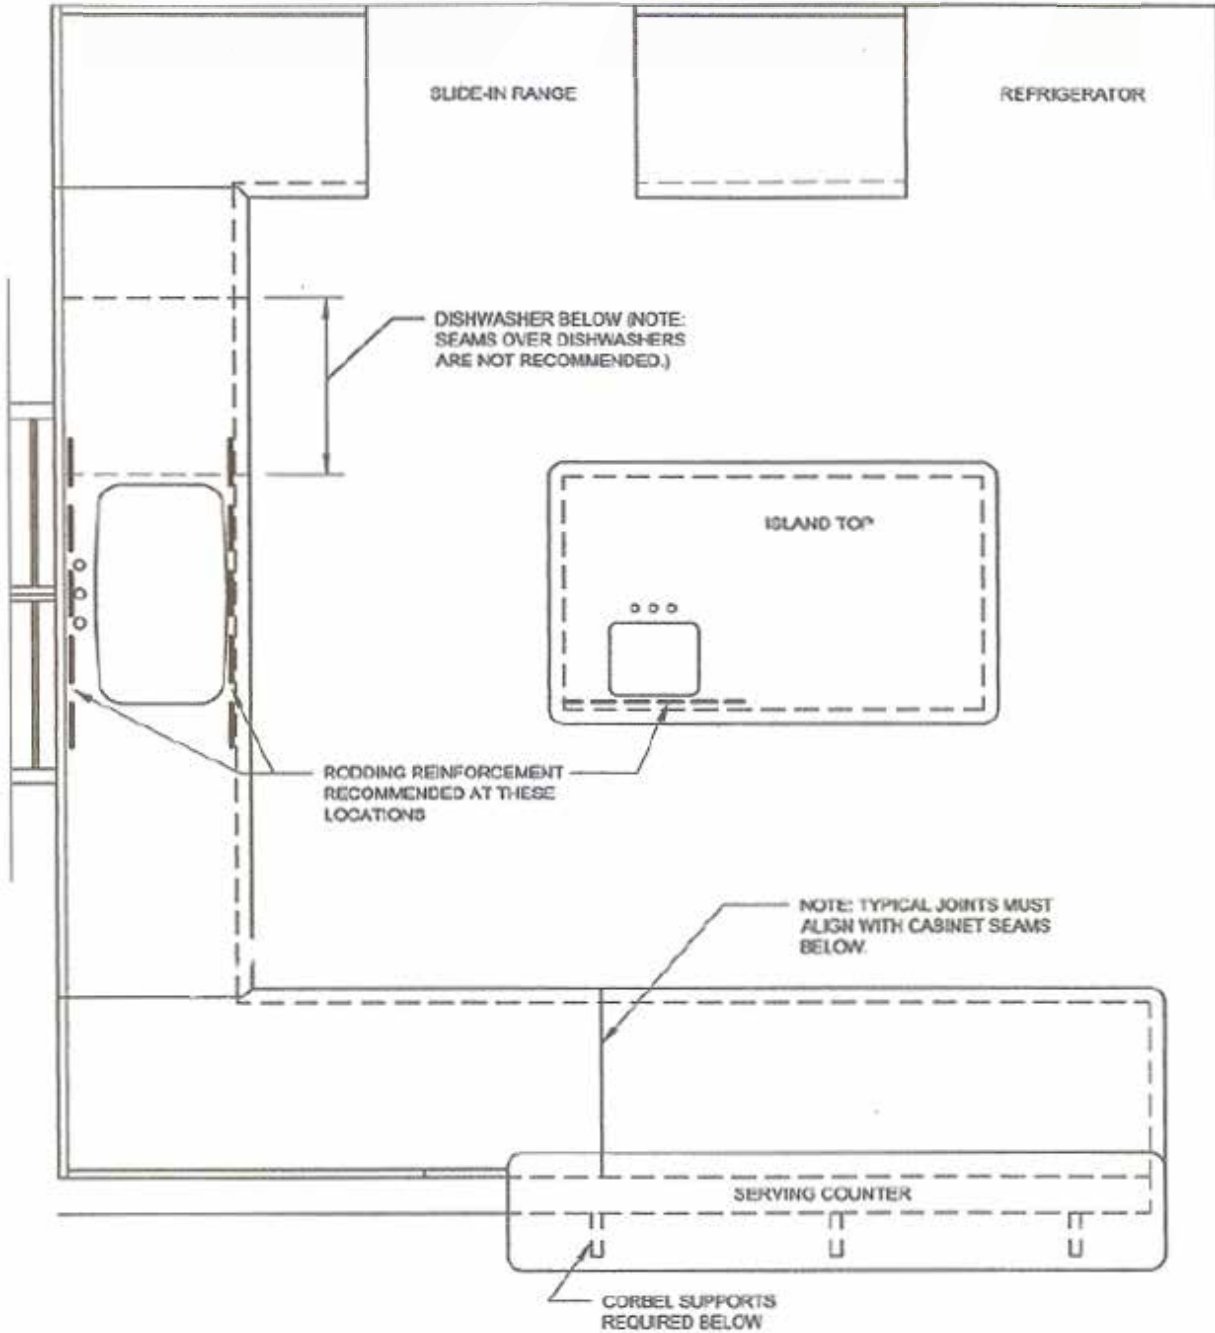 SLIDE-IN RANGE
REFRIGERATOR
DISHWASHER BELOW (NOTE:
SEAMS OVER DISHWASHERS
ARE NOT RECOMMENDED.)
ISLAND TOP
RODDING REINFORCEMENT
RECOMMENDED AT THESE
LOCATIONS
NOTE: TYPICAL JOINTS MUST
ALIGN WITH CABINET SEAMS
BELOW.
SERVING COUNTER
CORBEL SUPPORTS
REQUIRED BELOW